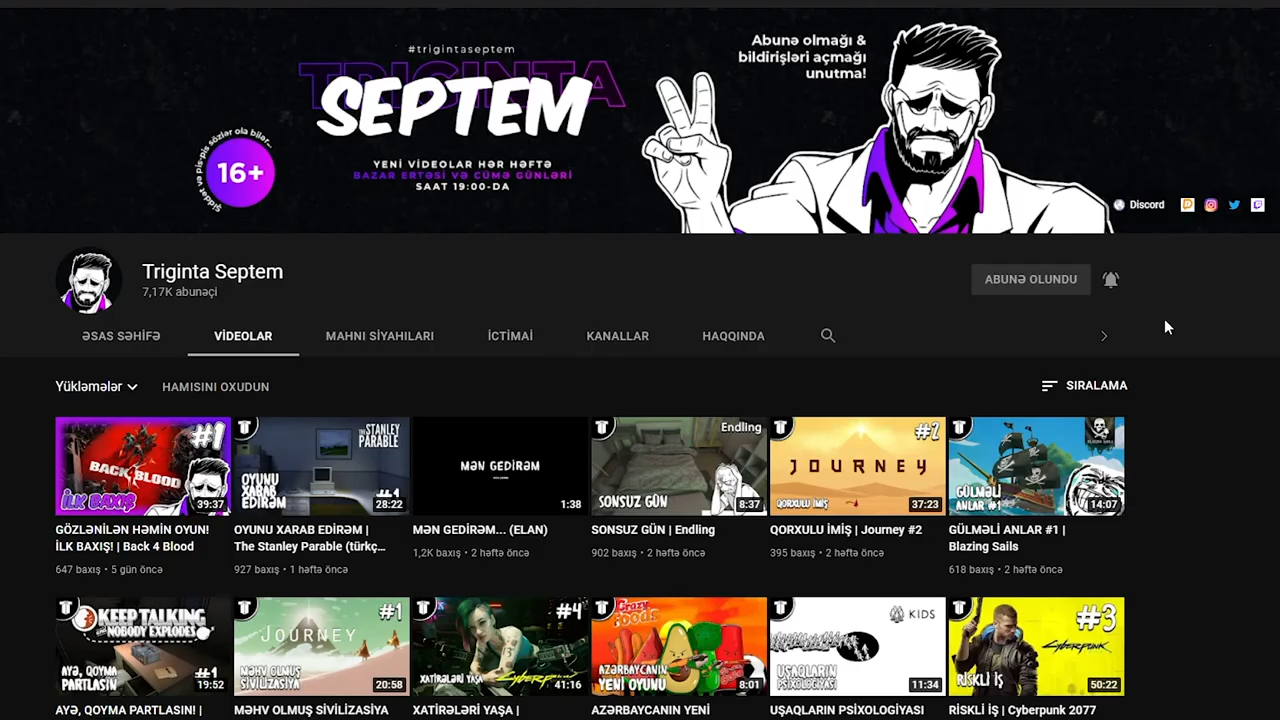 #trigintaseptem
TRIGINTA
SEPTEM
YENİ VİDEOLAR HƏR HƏFTƏ
BAZAR ERTƏSİ VƏ CÜMƏ GÜNLƏRİ
SAAT 19:00-DA
Şiddət və pis-pis sözlər ola bilər~
16+
Abunə olmağı &
bildirişləri açmağı
unutma!
Discord
Triginta Septem
7,17K abunəçi
ABUNƏ OLUNDU
ƏSAS SƏHİFƏ
VİDEOLAR
MAHNI SİYAHILARI
İCTİMAİ
KANALLAR
HAQQINDA
Yükləmələr
HAMISINI OXUDUN
SIRALAMA
#1
BACK BLOOD
İLK BAXIŞ
39:37
GÖZLƏNİLƏN HƏMİN OYUN!
İLK BAXIŞ! | Back 4 Blood
647 baxış • 5 gün öncə
THE STANLEY
PARABLE
OYUNU
XARAB
EDİRƏM
#1
28:22
OYUNU XARAB EDİRƏM |
The Stanley Parable (türkç...
927 baxış • 1 həftə öncə
MƏN GEDİRƏM
1:38
MƏN GEDİRƏM... (ELAN)
1,2K baxış • 2 həftə öncə
Endling
SONSUZ GÜN
8:37
SONSUZ GÜN | Endling
902 baxış • 2 həftə öncə
#2
JOURNEY
QORXULU İMİŞ
37:23
QORXULU İMİŞ | Journey #2
395 baxış • 2 həftə öncə
GÜLMƏLİ
ANLAR #1
14:07
GÜLMƏLİ ANLAR #1 |
Blazing Sails
618 baxış • 2 həftə öncə
KEEP TALKING
AND NOBODY EXPLODES
AYƏ, QOYMA
PARTLASIN
#1
19:52
AYƏ, QOYMA PARTLASIN! |
#1
JOURNEY
MƏHV OLMUŞ
SİVİLİZASİYA
20:58
MƏHV OLMUŞ SİVİLİZASİYA
#4
XATİRƏLƏRİ YAŞA
Cyberpunk
41:16
XATİRƏLƏRİ YAŞA |
Crazy
Foods
AZƏRBAYCANIN
YENİ OYUNU
8:01
AZƏRBAYCANIN YENİ
KIDS
UŞAQLARIN
PSİXOLOGİYASI
11:34
UŞAQLARIN PSİXOLOGİYASI
#3
CYBERPUNK
RİSKLİ İŞ
50:22
RİSKLİ İŞ | Cyberpunk 2077